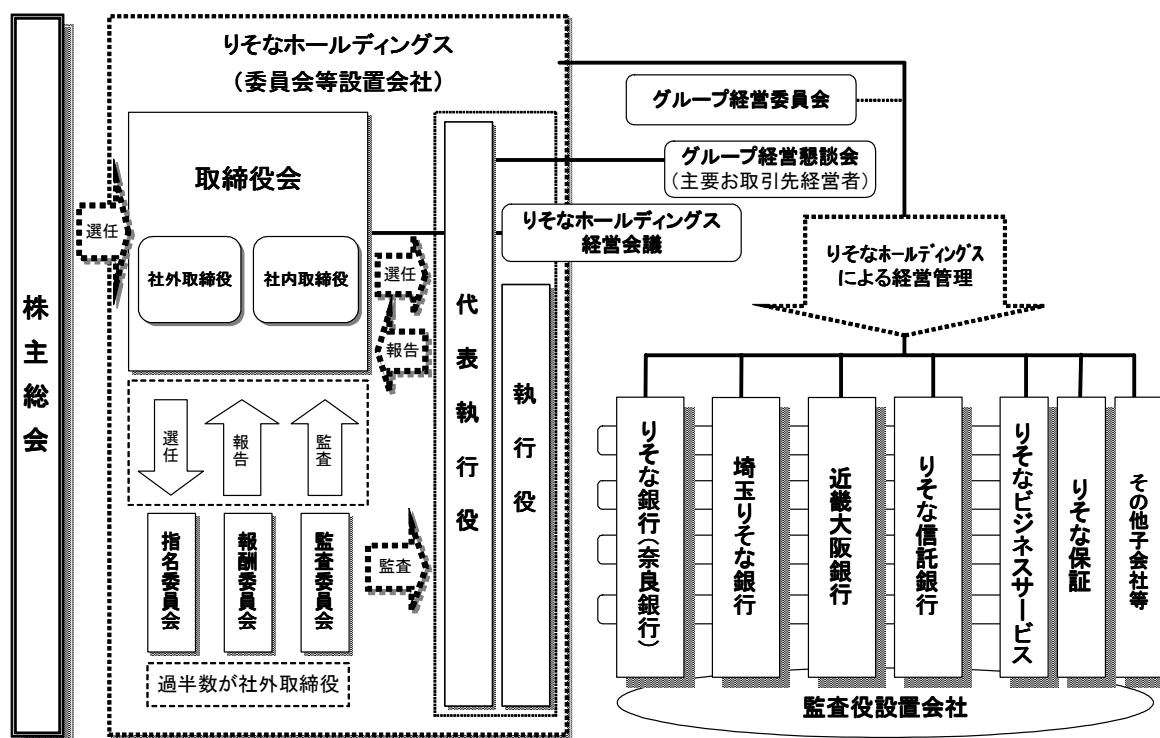 株主総会
選任
りそなホールディングス
（委員会等設置会社）
取締役会
社外取締役
社内取締役
選任
報告
選任
報告
監査
指名委員会
報酬委員会
監査委員会
監査
過半数が社外取締役
代表執行役
執行役
グループ経営委員会
グループ経営懇談会
（主要お取引先経営者）
りそなホールディングス
経営会議
りそなホールディングス
による経営管理
りそな銀行（奈良銀行）
埼玉りそな銀行
近畿大阪銀行
りそな信託銀行
りそなビジネスサービス
りそな保証
その他子会社等
監査役設置会社